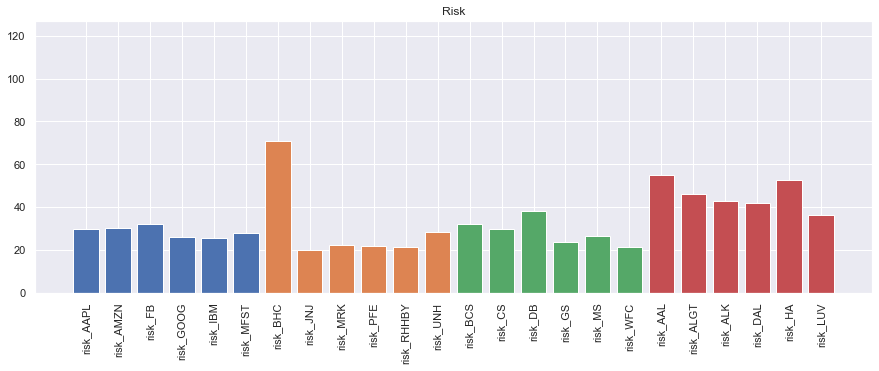 Risk
120
100
80
60
40
20
0
risk_AAPL
risk_AMZN
risk_FB
risk_GOOG
risk_IBM
risk_MFST
risk_BHC
risk_JNJ
risk_MRK
risk_PFE
risk_RHHBY
risk_UNH
risk_BCS
risk_CS
risk_DB
risk_GS
risk_MS
risk_WFC
risk_AAL
risk_ALGT
risk_ALK
risk_DAL
risk_HA
risk_LUV